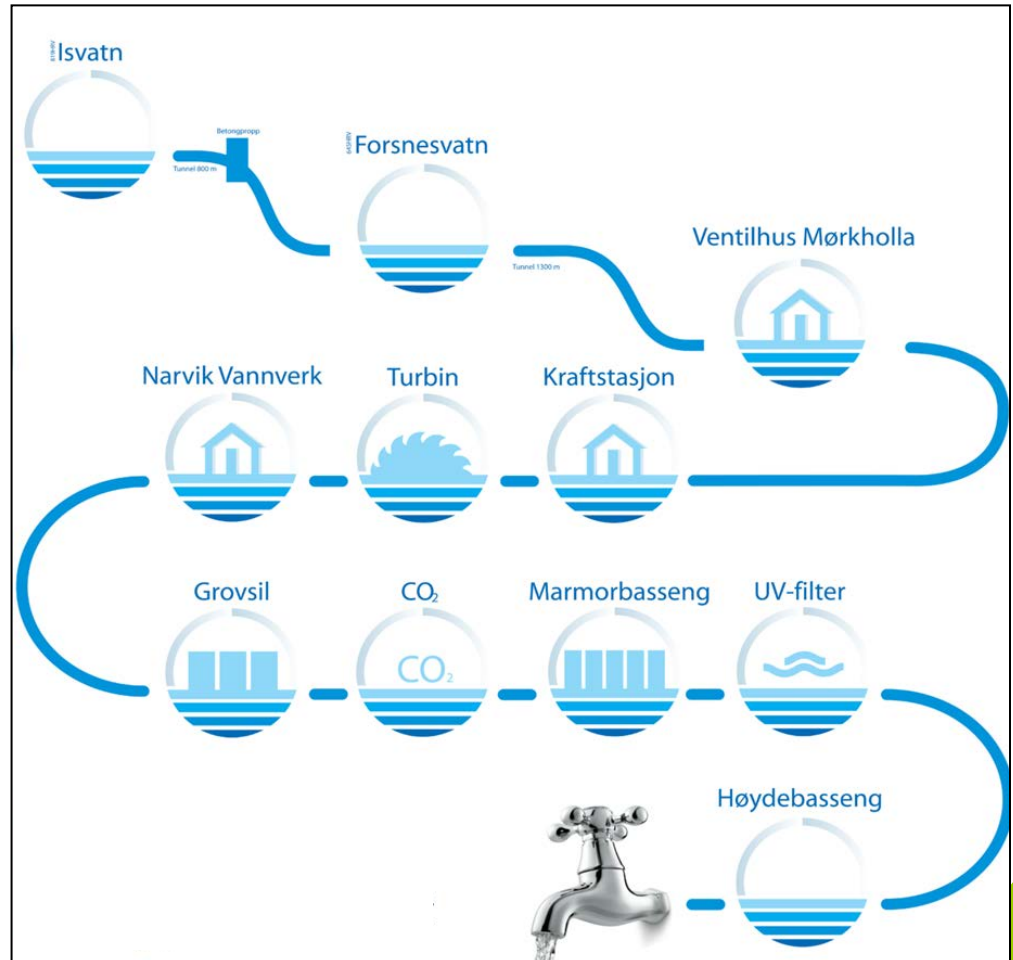 Isvatn
Betongpropp
Tunnel 800 m
Forsnesvatn
Tunnel 1300 m
Ventilhus Mørkholla
Narvik Vannverk
Turbin
Kraftstasjon
Grovsil
CO₂
Marmorbasseng
UV-filter
CO₂
Høydebasseng